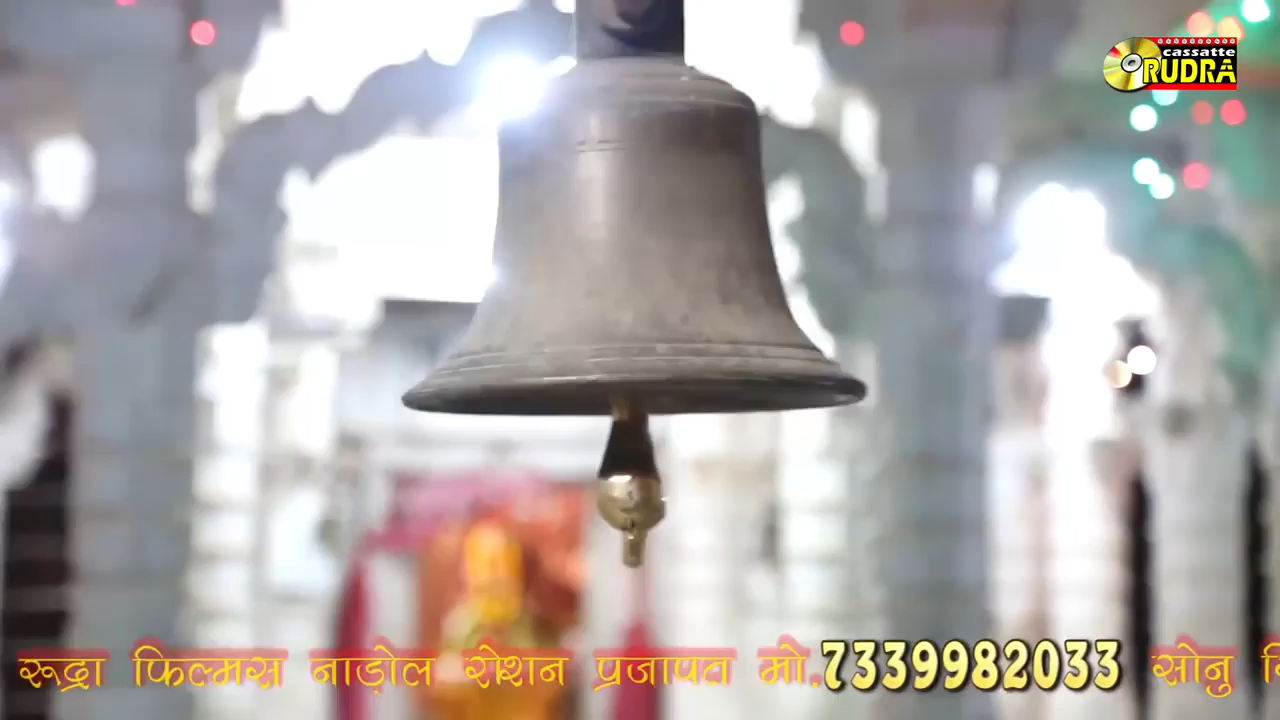 cassatte
RUDRA
रूद्रा फिल्मस नाड़ोल रोशन प्रजापत मो.7339982033 सोनु